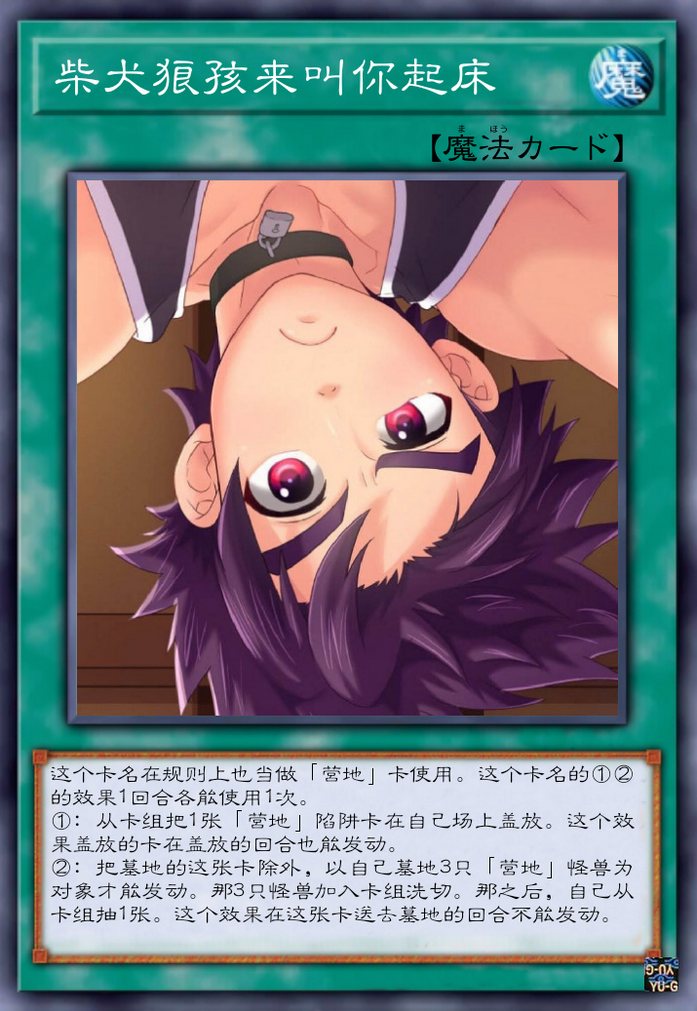 柴犬狼孩来叫你起床
魔
まほう
【魔法カード】
这个卡名在规则上也当做「营地」卡使用。这个卡名的①②
的效果1回合各能使用1次。
①：从卡组把1张「营地」陷阱卡在自己场上盖放。这个效
果盖放的卡在盖放的回合也能发动。
②：把墓地的这张卡除外，以自己墓地3只「营地」怪兽为
对象才能发动。那3只怪兽加入卡组洗切。那之后，自己从
卡组抽1张。这个效果在这张卡送去墓地的回合不能发动。
YU-G